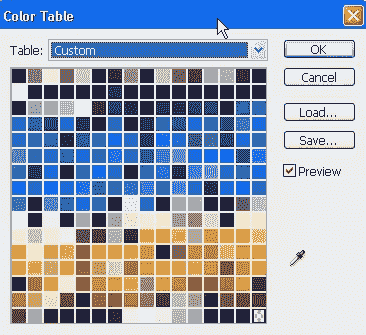 Color Table
Table: Custom
OK
Cancel
Load...
Save...
Preview